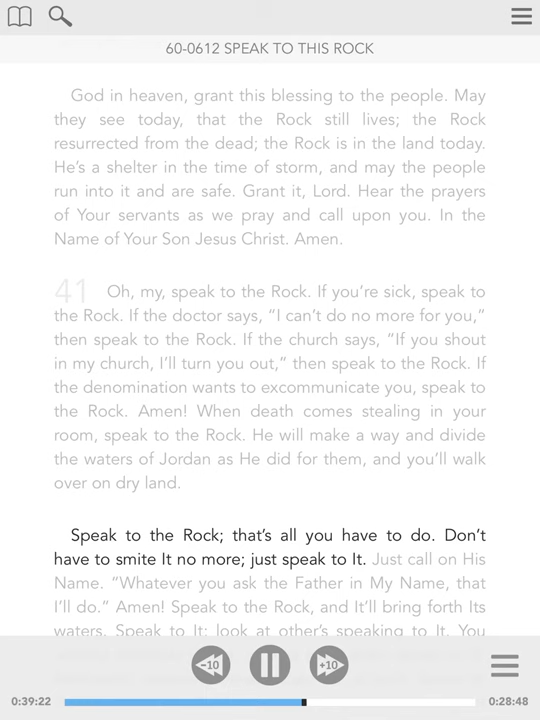 60-0612 SPEAK TO THIS ROCK
God in heaven, grant this blessing to the people. May
they see today, that the Rock still lives; the Rock
resurrected from the dead; the Rock is in the land today.
He’s a shelter in the time of storm, and may the people
run into it and are safe. Grant it, Lord. Hear the prayers
of Your servants as we pray and call upon you. In the
Name of Your Son Jesus Christ. Amen.
41 Oh, my, speak to the Rock. If you’re sick, speak to
the Rock. If the doctor says, “I can’t do no more for you,”
then speak to the Rock. If the church says, “If you shout
in my church, I’ll turn you out,” then speak to the Rock. If
the denomination wants to excommunicate you, speak to
the Rock. Amen! When death comes stealing in your
room, speak to the Rock. He will make a way and divide
the waters of Jordan as He did for them, and you’ll walk
over on dry land.
Speak to the Rock; that’s all you have to do. Don’t
have to smite It no more; just speak to It. Just call on His
Name. “Whatever you ask the Father in My Name, that
I’ll do.” Amen! Speak to the Rock, and It’ll bring forth Its
waters. Speak to It; look at other’s speaking to It. You
-10 +10
0:39:22 0:28:48